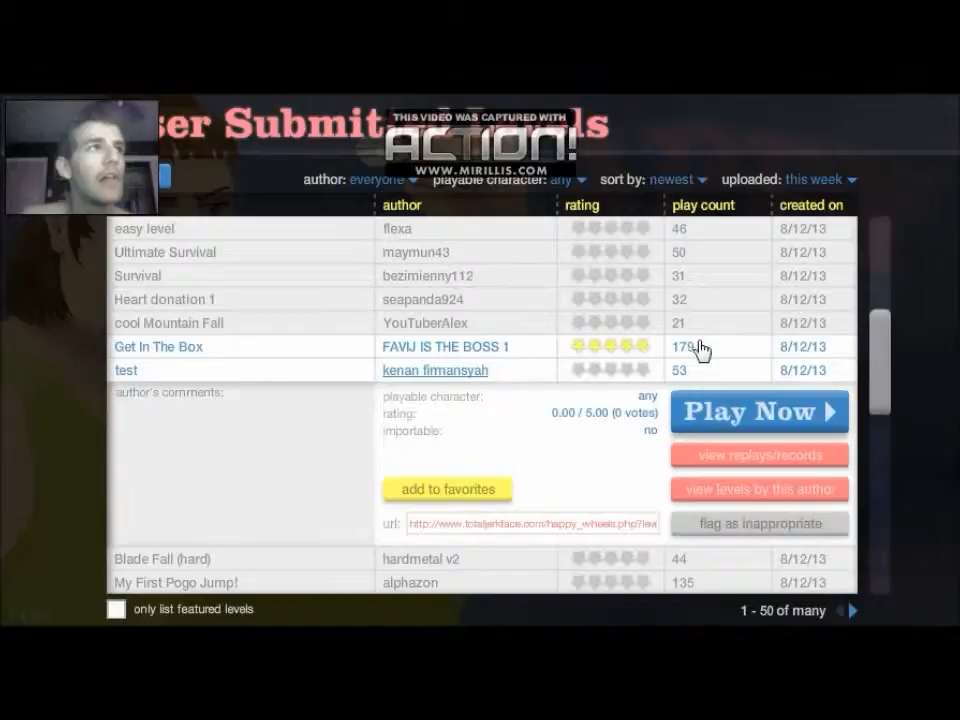 ser Submit ls
THIS VIDEO WAS CAPTURED WITH
ACTION!
WWW.MIRILLIS.COM
author: everyone playable character: any sort by: newest uploaded: this week
author rating play count created on
easy level flexa 46 8/12/13
Ultimate Survival maymun43 50 8/12/13
Survival bezimienny112 31 8/12/13
Heart donation 1 seapanda924 32 8/12/13
cool Mountain Fall YouTuberAlex 21 8/12/13
Get In The Box FAVIJ IS THE BOSS 1 179 8/12/13
test kenan firmansyah 53 8/12/13
author's comments: playable character: any
rating: 0.00 / 5.00 (0 votes)
importable: no
Play Now
view replays/records
add to favorites view levels by this author
url: http://www.totaljerkface.com/happy_wheels.php?lev flag as inappropriate
Blade Fall (hard) hardmetal v2 44 8/12/13
My First Pogo Jump! alphazon 135 8/12/13
only list featured levels 1 - 50 of many